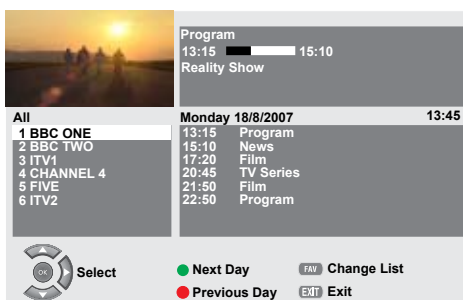 Program
13:15 15:10
Reality Show
All
Monday 18/8/2007 13:45
1 BBC ONE
2 BBC TWO
3 ITV1
4 CHANNEL 4
5 FIVE
6 ITV2
13:15 Program
15:10 News
17:20 Film
20:45 TV Series
21:50 Film
22:50 Program
OK
Select
Next Day
FAV Change List
Previous Day
EXIT Exit